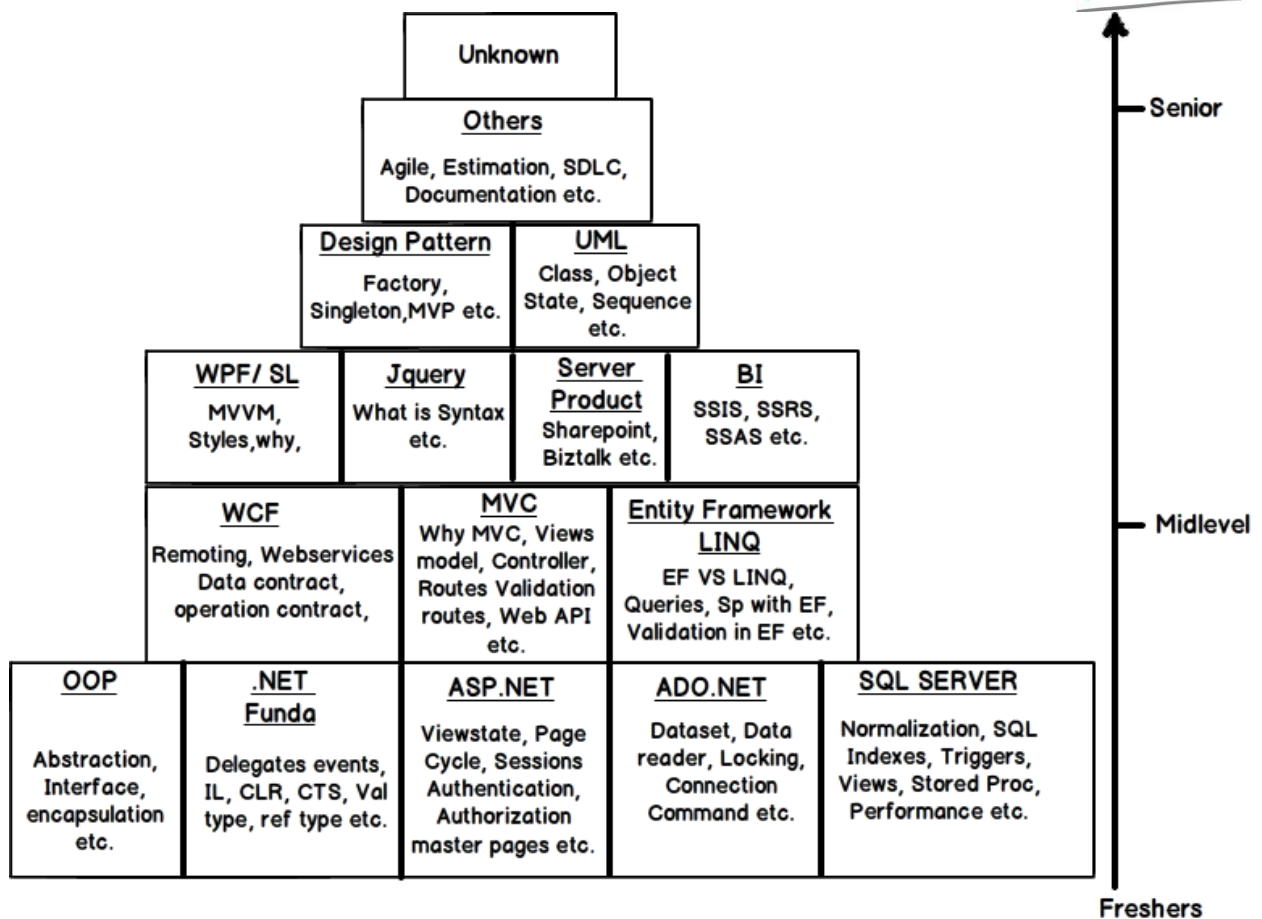 Unknown
Senior
Others
Agile, Estimation, SDLC,
Documentation etc.
Design Pattern
Factory,
Singleton,MVP etc.
UML
Class, Object
State, Sequence
etc.
WPF/ SL
MVVM,
Styles,why,
Jquery
What is Syntax
etc.
Server
Product
Sharepoint,
Biztalk etc.
BI
SSIS, SSRS,
SSAS etc.
WCF
Remoting, Webservices
Data contract,
operation contract,
MVC
Why MVC, Views
model, Controller,
Routes Validation
routes, Web API
etc.
Entity Framework
LINQ
EF VS LINQ,
Queries, Sp with EF,
Validation in EF etc.
Midlevel
OOP
Abstraction,
Interface,
encapsulation
etc.
.NET
Funda
Delegates events,
IL, CLR, CTS, Val
type, ref type etc.
ASP.NET
Viewstate, Page
Cycle, Sessions
Authentication,
Authorization
master pages etc.
ADO.NET
Dataset, Data
reader, Locking,
Connection
Command etc.
SQL SERVER
Normalization, SQL
Indexes, Triggers,
Views, Stored Proc,
Performance etc.
Freshers